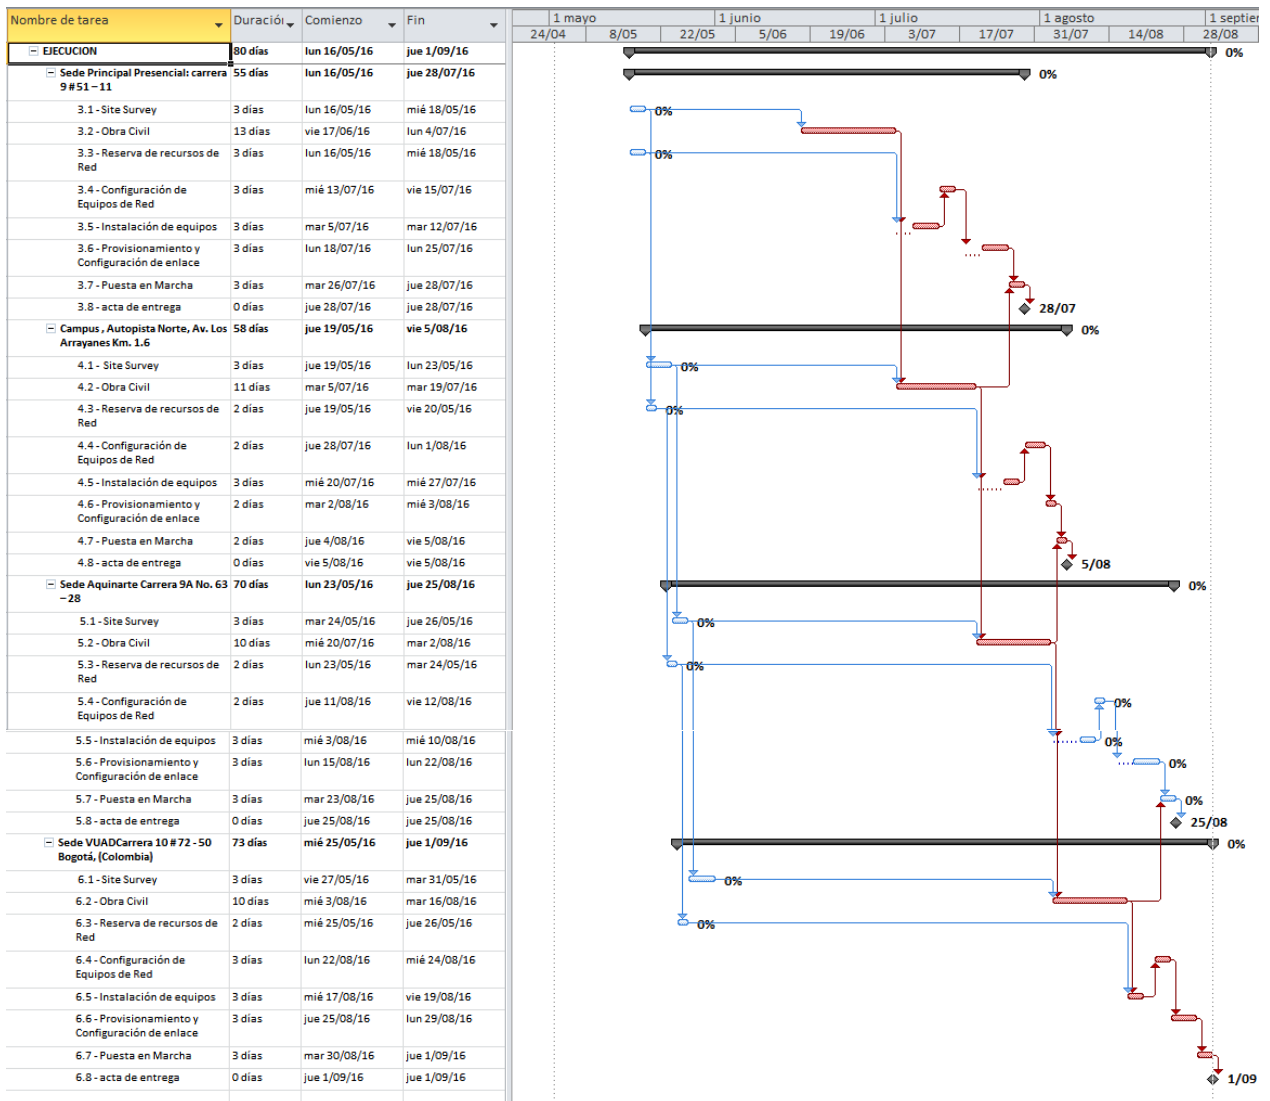 Nombre de tarea Duració Comienzo Fin 1 mayo 1 junio 1 julio 1 agosto 1 septier
24/04 8/05 22/05 5/06 19/06 3/07 17/07 31/07 14/08 28/08
EJECUCION 80 días lun 16/05/16 jue 1/09/16 0%
Sede Principal Presencial: carrera 55 días lun 16/05/16 jue 28/07/16 0%
9 # 51 – 11
3.1 - Site Survey 3 días lun 16/05/16 mié 18/05/16 0%
3.2 - Obra Civil 13 días vie 17/06/16 lun 4/07/16
3.3 - Reserva de recursos de 3 días lun 16/05/16 mié 18/05/16 0%
Red
3.4 - Configuración de 3 días mié 13/07/16 vie 15/07/16
Equipos de Red
3.5 - Instalación de equipos 3 días mar 5/07/16 mar 12/07/16
3.6 - Provisionamiento y 3 días lun 18/07/16 lun 25/07/16
Configuración de enlace
3.7 - Puesta en Marcha 3 días mar 26/07/16 jue 28/07/16
3.8 - acta de entrega 0 días jue 28/07/16 jue 28/07/16 28/07
Campus , Autopista Norte, Av. Los 58 días jue 19/05/16 vie 5/08/16 0%
Arrayanes Km. 1.6
4.1 - Site Survey 3 días jue 19/05/16 lun 23/05/16 0%
4.2 - Obra Civil 11 días mar 5/07/16 mar 19/07/16
4.3 - Reserva de recursos de 2 días jue 19/05/16 vie 20/05/16 0%
Red
4.4 - Configuración de 2 días jue 28/07/16 lun 1/08/16
Equipos de Red
4.5 - Instalación de equipos 3 días mié 20/07/16 mié 27/07/16
4.6 - Provisionamiento y 2 días mar 2/08/16 mié 3/08/16
Configuración de enlace
4.7 - Puesta en Marcha 2 días jue 4/08/16 vie 5/08/16
4.8 - acta de entrega 0 días vie 5/08/16 vie 5/08/16 5/08
Sede Aquinarte Carrera 9A No. 63 70 días lun 23/05/16 jue 25/08/16 0%
– 28
5.1 - Site Survey 3 días mar 24/05/16 jue 26/05/16 0%
5.2 - Obra Civil 10 días mié 20/07/16 mar 2/08/16
5.3 - Reserva de recursos de 2 días lun 23/05/16 mar 24/05/16 0%
Red
5.4 - Configuración de 2 días jue 11/08/16 vie 12/08/16 0%
Equipos de Red
5.5 - Instalación de equipos 3 días mié 3/08/16 mié 10/08/16 0%
5.6 - Provisionamiento y 3 días lun 15/08/16 lun 22/08/16 0%
Configuración de enlace
5.7 - Puesta en Marcha 3 días mar 23/08/16 jue 25/08/16 0%
5.8 - acta de entrega 0 días jue 25/08/16 jue 25/08/16 25/08
Sede VUADCarrera 10 # 72 - 50 73 días mié 25/05/16 jue 1/09/16 0%
Bogotá, (Colombia)
6.1 - Site Survey 3 días vie 27/05/16 mar 31/05/16 0%
6.2 - Obra Civil 10 días mié 3/08/16 mar 16/08/16
6.3 - Reserva de recursos de 2 días mié 25/05/16 jue 26/05/16 0%
Red
6.4 - Configuración de 3 días lun 22/08/16 mié 24/08/16
Equipos de Red
6.5 - Instalación de equipos 3 días mié 17/08/16 vie 19/08/16
6.6 - Provisionamiento y 3 días jue 25/08/16 lun 29/08/16
Configuración de enlace
6.7 - Puesta en Marcha 3 días mar 30/08/16 jue 1/09/16
6.8 - acta de entrega 0 días jue 1/09/16 jue 1/09/16 1/09